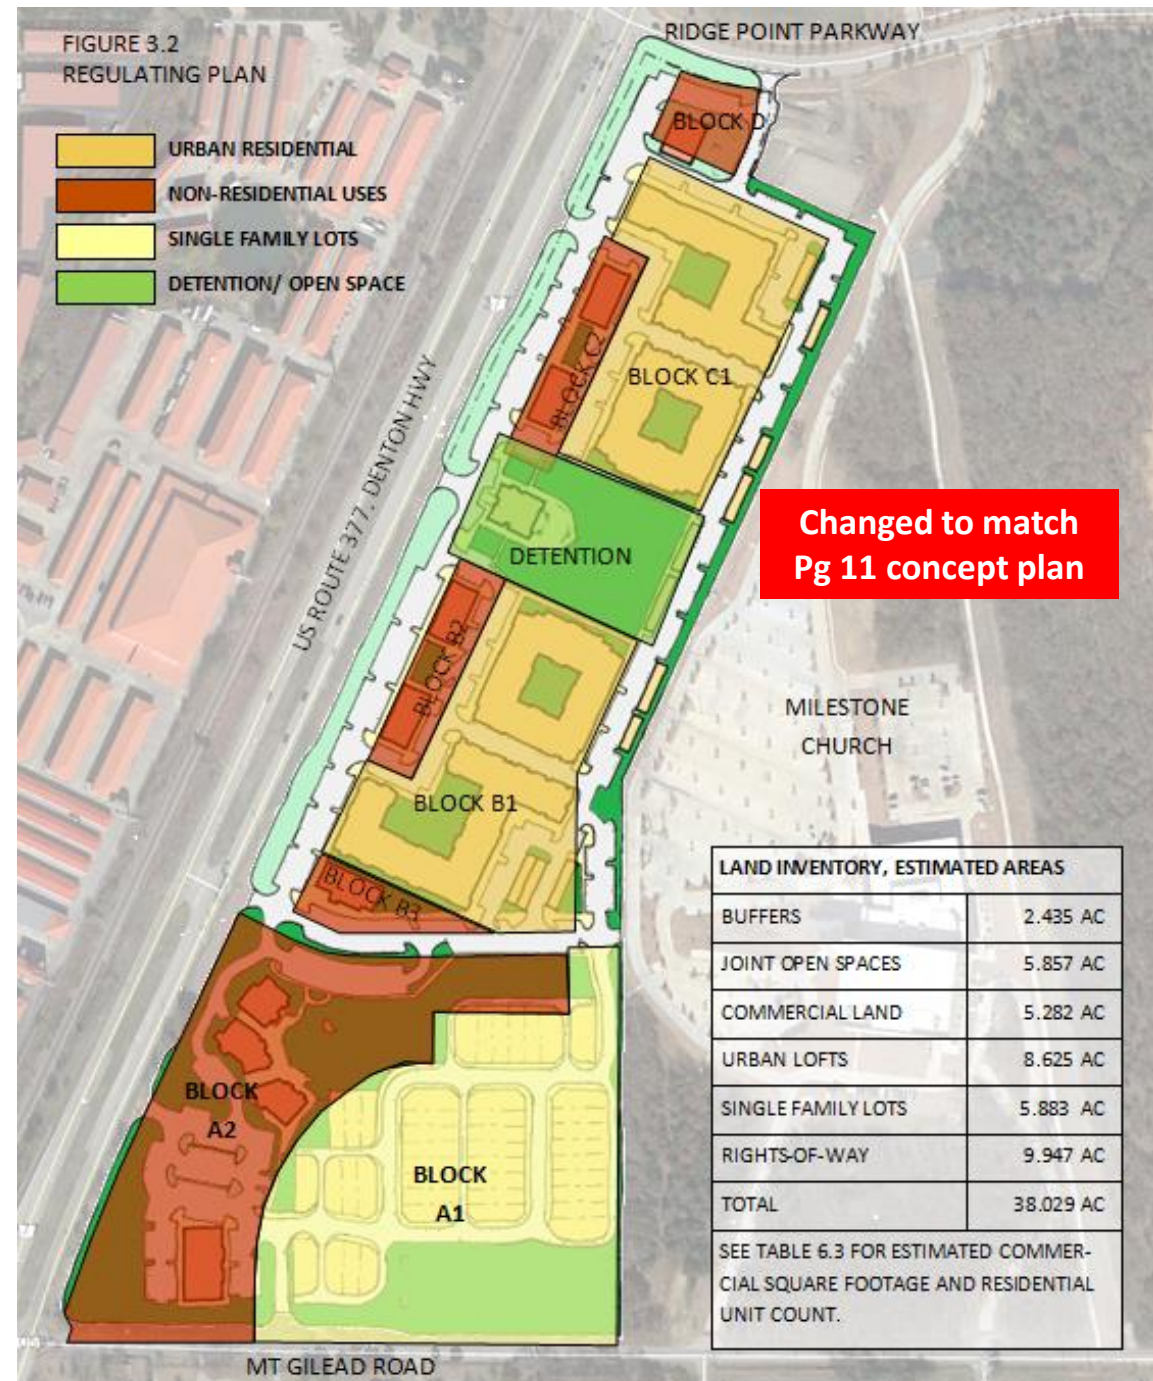 FIGURE 3.2
REGULATING PLAN
RIDGE POINT PARKWAY
URBAN RESIDENTIAL
NON-RESIDENTIAL USES
SINGLE FAMILY LOTS
DETENTION/ OPEN SPACE
BLOCK D
BLOCK C2
BLOCK C1
US ROUTE 377, DENTON HWY
Changed to match
Pg 11 concept plan
DETENTION
BLOCK B2
MILESTONE
CHURCH
BLOCK B1
BLOCK B3
LAND INVENTORY, ESTIMATED AREAS
BUFFERS 2.435 AC
JOINT OPEN SPACES 5.857 AC
COMMERCIAL LAND 5.282 AC
URBAN LOFTS 8.625 AC
SINGLE FAMILY LOTS 5.883 AC
RIGHTS-OF-WAY 9.947 AC
TOTAL 38.029 AC
SEE TABLE 6.3 FOR ESTIMATED COMMER-
CIAL SQUARE FOOTAGE AND RESIDENTIAL
UNIT COUNT.
BLOCK
A2
BLOCK
A1
MT GILEAD ROAD